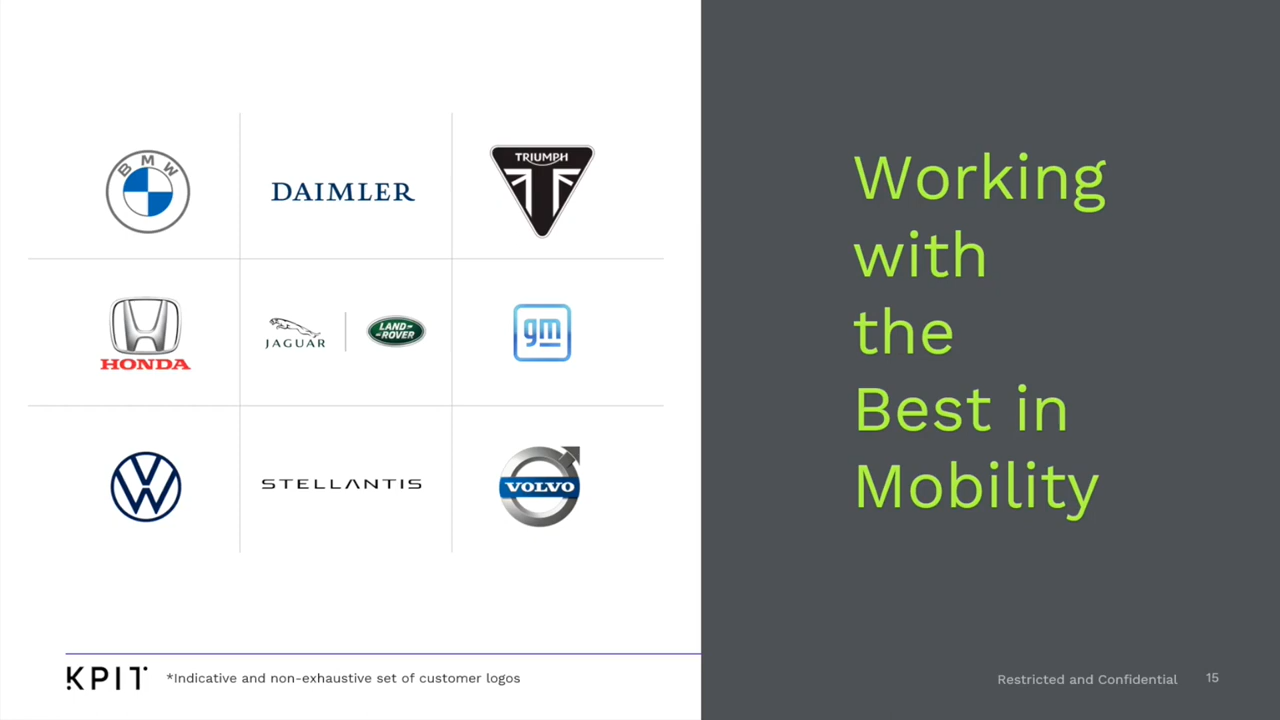 BMW
DAIMLER
TRIUMPH
HONDA
JAGUAR
LAND-
-ROVER
gm
VW
STELLANTIS
VOLVO
Working
with
the
Best in
Mobility
KPIT
*Indicative and non-exhaustive set of customer logos
Restricted and Confidential
15